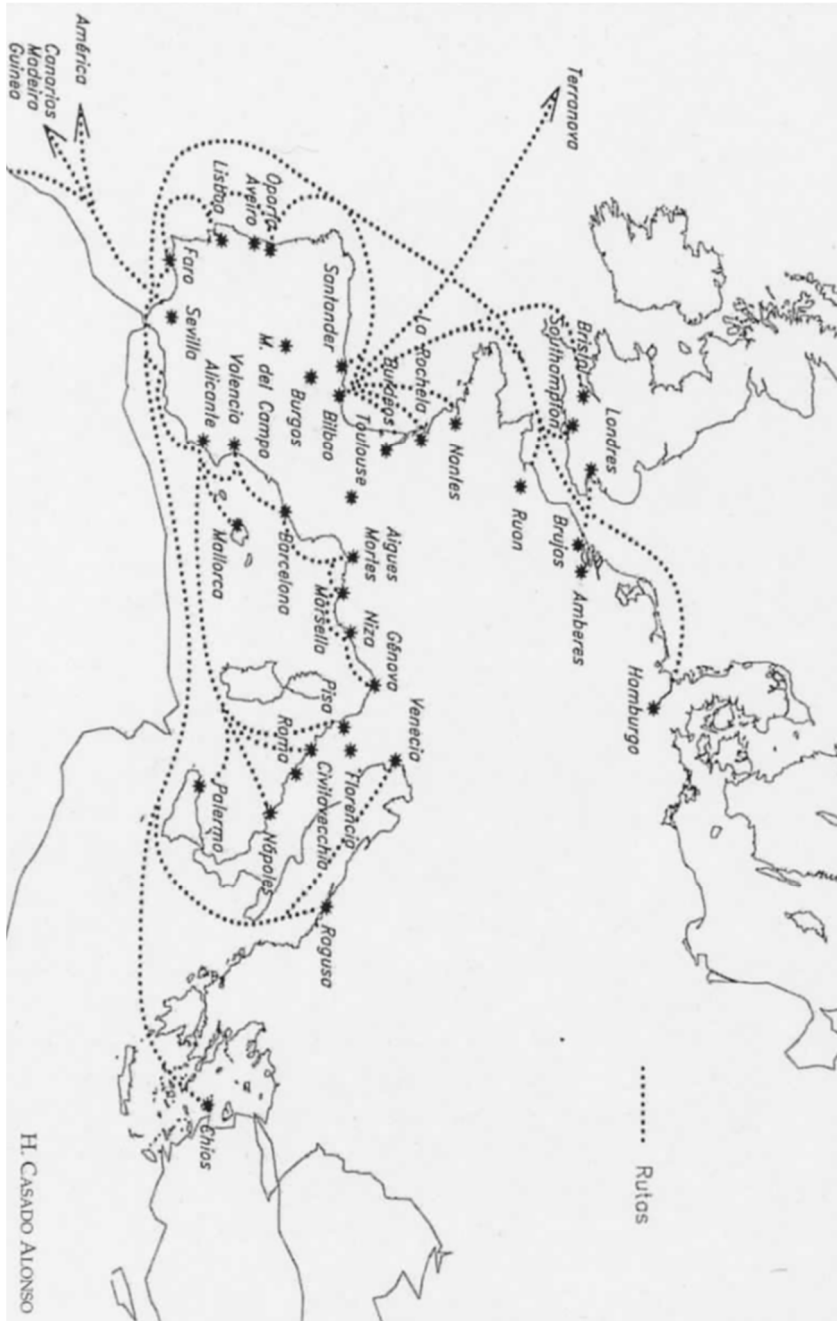 Terranova
América
Canarias
Madeira
Guinea
Bristol
Londres
Southampton
Brujas
Amberes
Hamburgo
Ruan
Nantes
La Rochela
Burdeos
Toulouse
Santander
Bilbao
Burgos
M. del Campo
Oporto
Aveiro
Lisboa
Faro
Sevilla
Alicante
Valencia
Barcelona
Mallorca
Aigues
Mortes
Marsella
Niza
Génova
Pisa
Florencia
Venecia
Roma
Civitavecchia
Nápoles
Palermo
Ragusa
Chios
Rutas
H. CASADO ALONSO